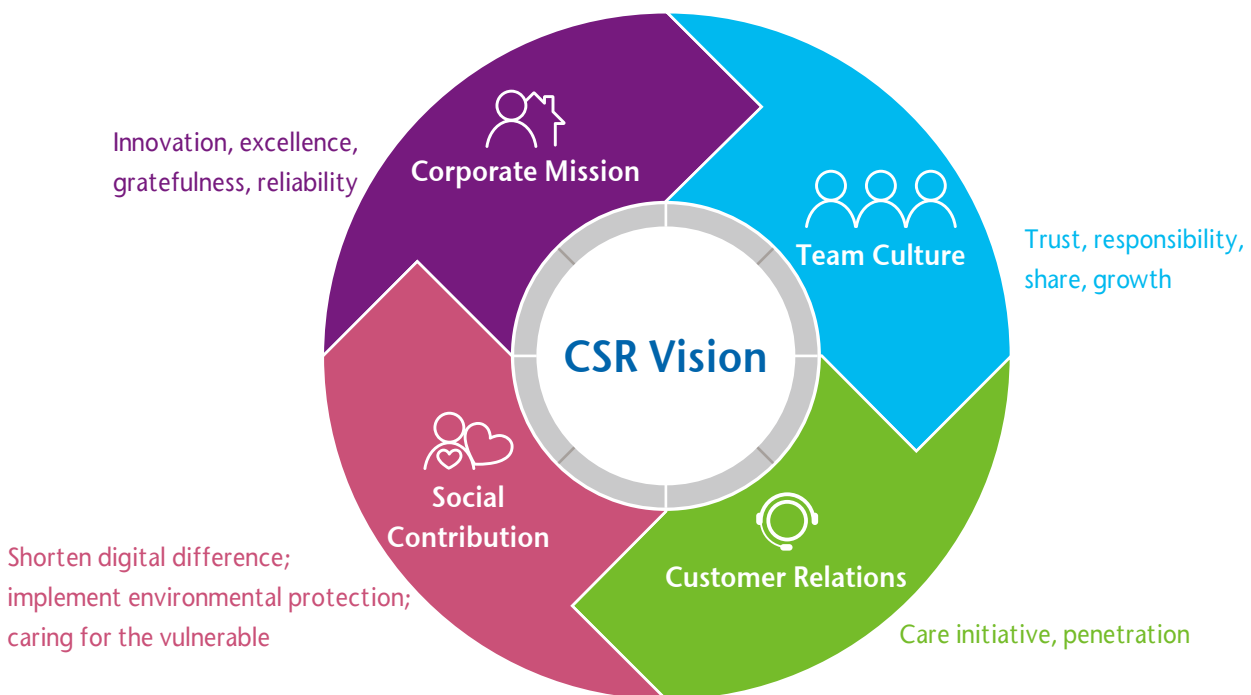 Innovation, excellence,
gratefulness, reliability
Corporate Mission
Team Culture
Trust, responsibility,
share, growth
CSR Vision
Social
Contribution
Shorten digital difference;
implement environmental protection;
caring for the vulnerable
Customer Relations
Care initiative, penetration